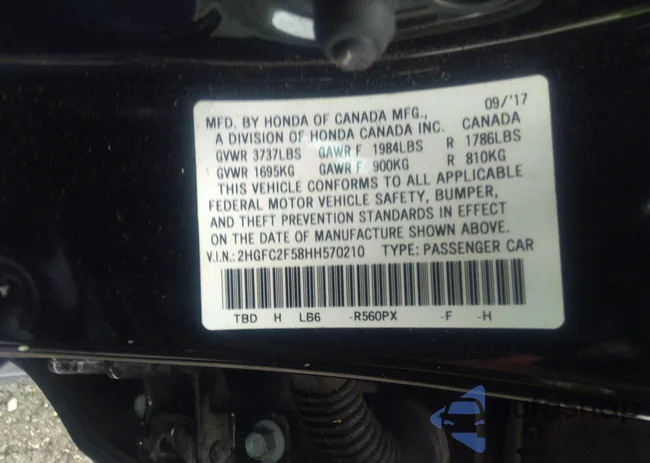 09/'17
MFD. BY HONDA OF CANADA MFG., CANADA
A DIVISION OF HONDA CANADA INC.
GVWR 3737LBS GAWR F 1984LBS R 1786LBS
GVWR 1695KG GAWR F 900KG R 810KG
THIS VEHICLE CONFORMS TO ALL APPLICABLE
FEDERAL MOTOR VEHICLE SAFETY, BUMPER,
AND THEFT PREVENTION STANDARDS IN EFFECT
ON THE DATE OF MANUFACTURE SHOWN ABOVE.
V.I.N.: 2HGFC2F58HH570210 TYPE: PASSENGER CAR
TBD H LB6 -R560PX -F -H
AutoShop